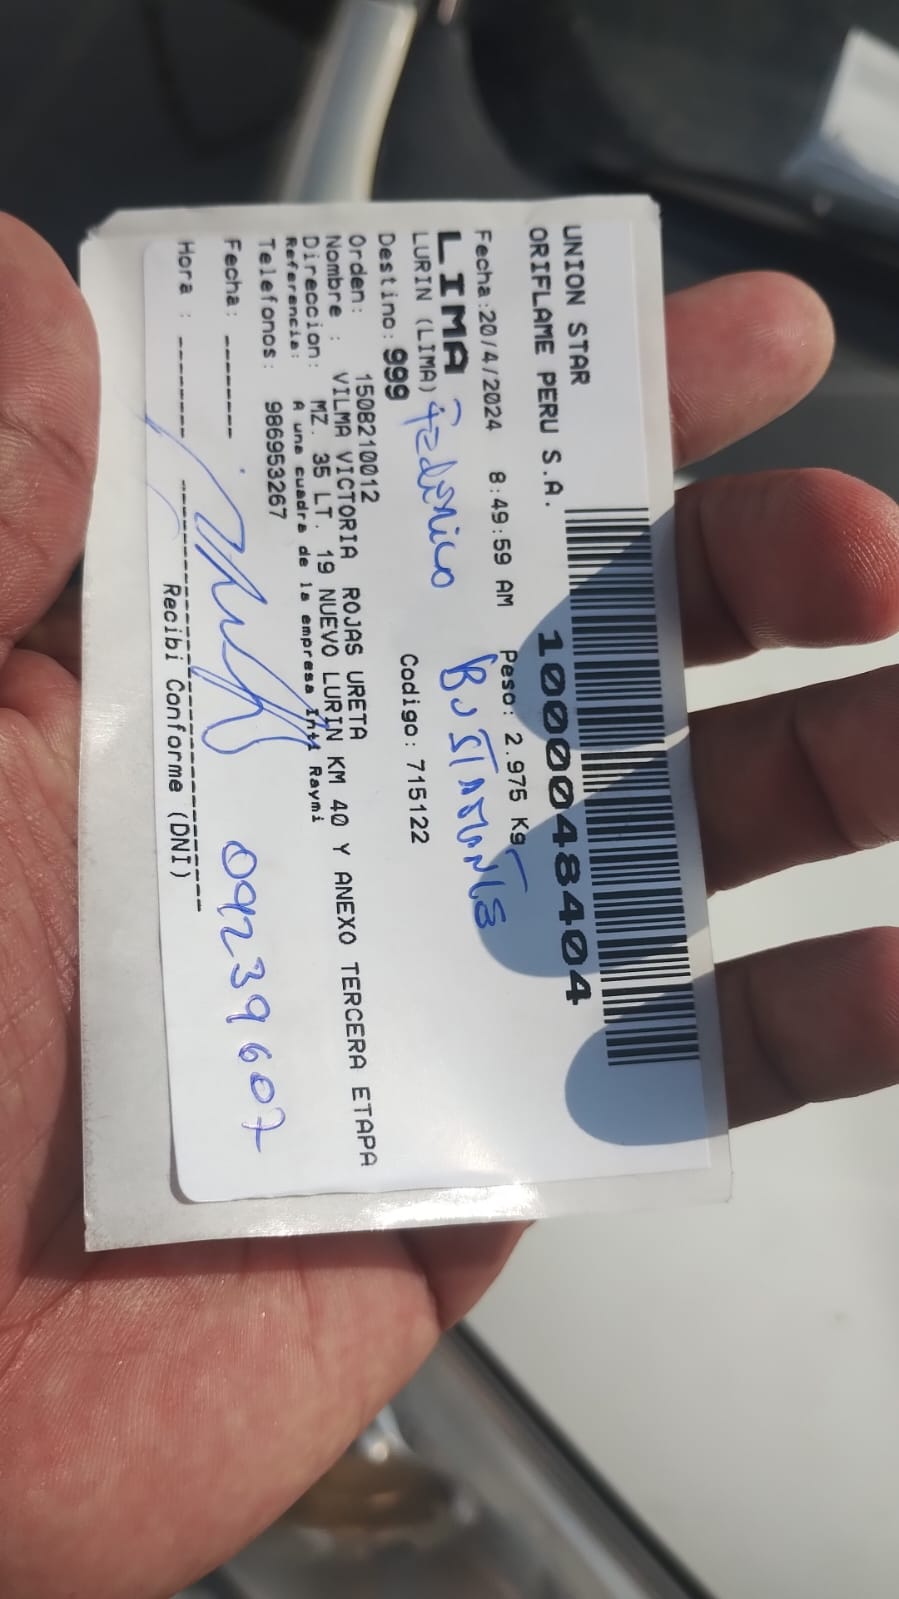 UNION STAR
ORIFLAME PERU S.A.
1000048404
Fecha:20/4/2024 8:49:59 AM Peso: 2.975 Kg
LIMA
LURIN (LIMA) Federico BUSTAMANTE
Destino: 999 Codigo: 715122
Orden: 1508210012
Nombre : VILMA VICTORIA ROJAS URETA
Direccion: MZ. 35 LT. 19 NUEVO LURIN KM 40 Y ANEXO TERCERA ETAPA
Referencia: A una cuadra de la empresa Inti Raymi
Telefonos: 986953267
Fecha: -------
Hora : -------
09239607
Recibi Conforme (DNI)